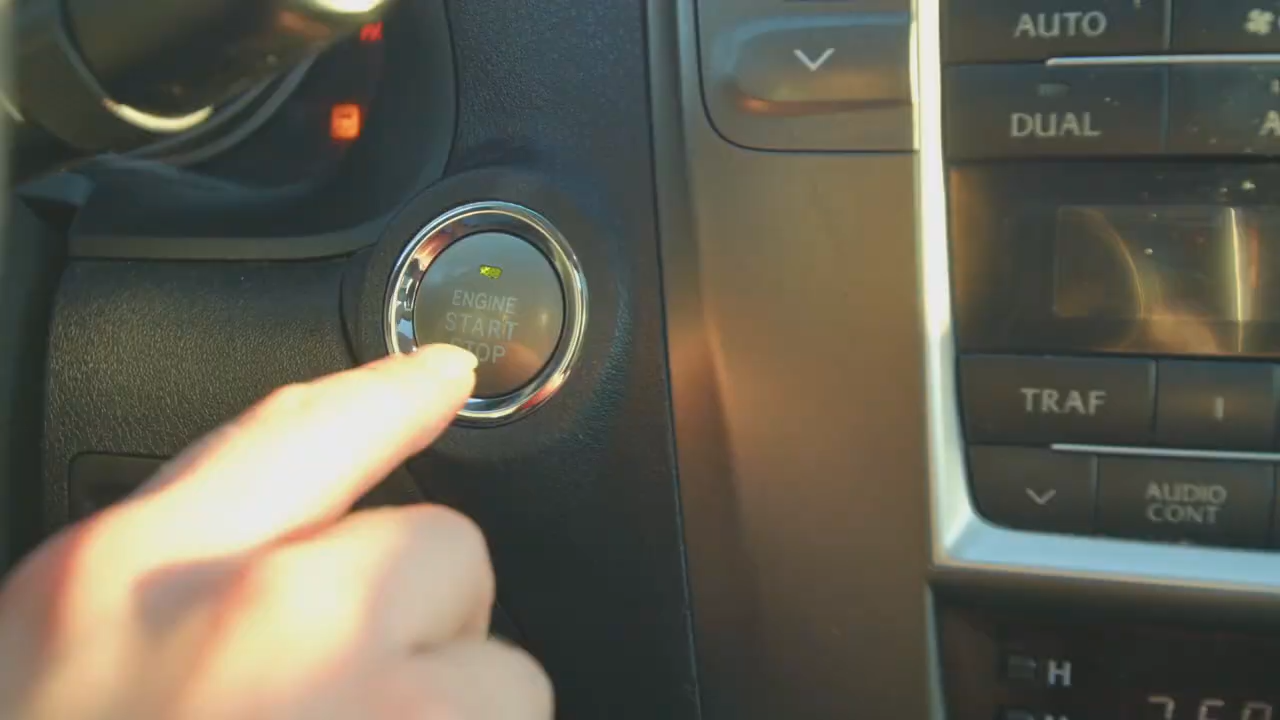 AUTO
DUAL
ENGINE
START
STOP
TRAF
AUDIO
CONT
H